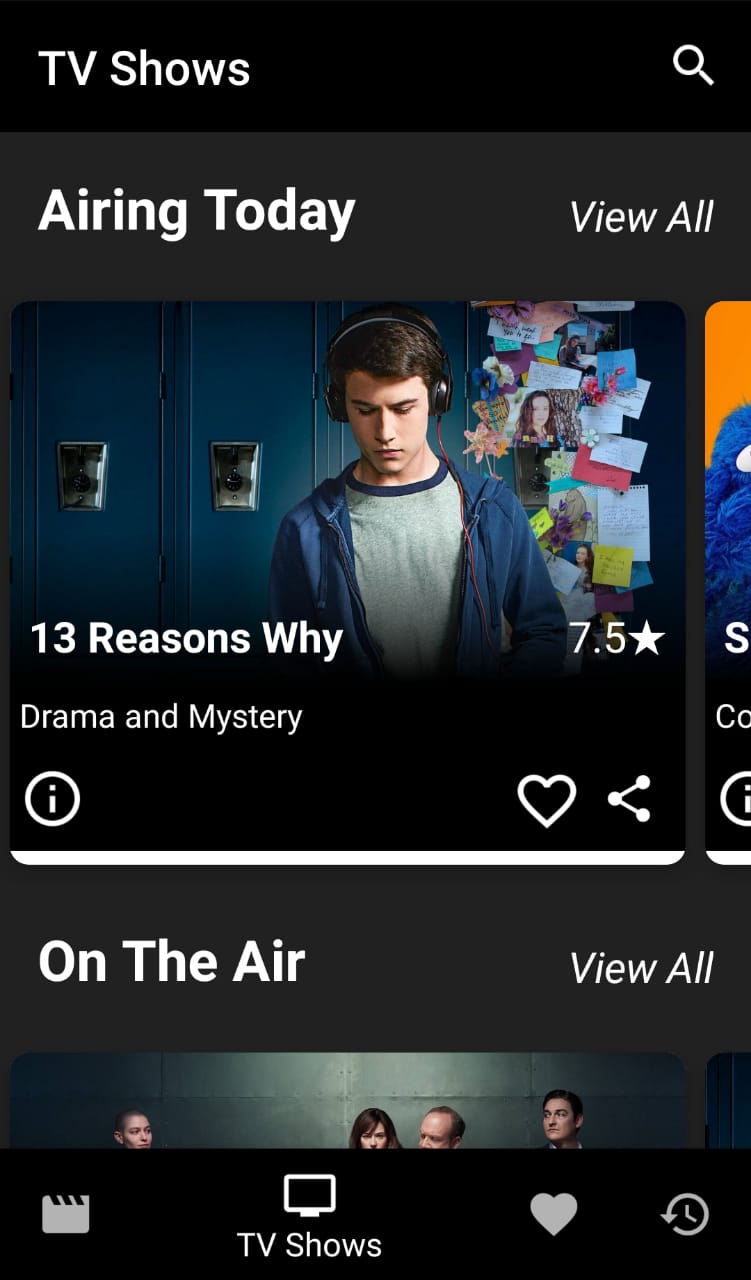 TV Shows
Airing Today
View All
13 Reasons Why
7.5★
S
Drama and Mystery
Co
On The Air
View All
TV Shows